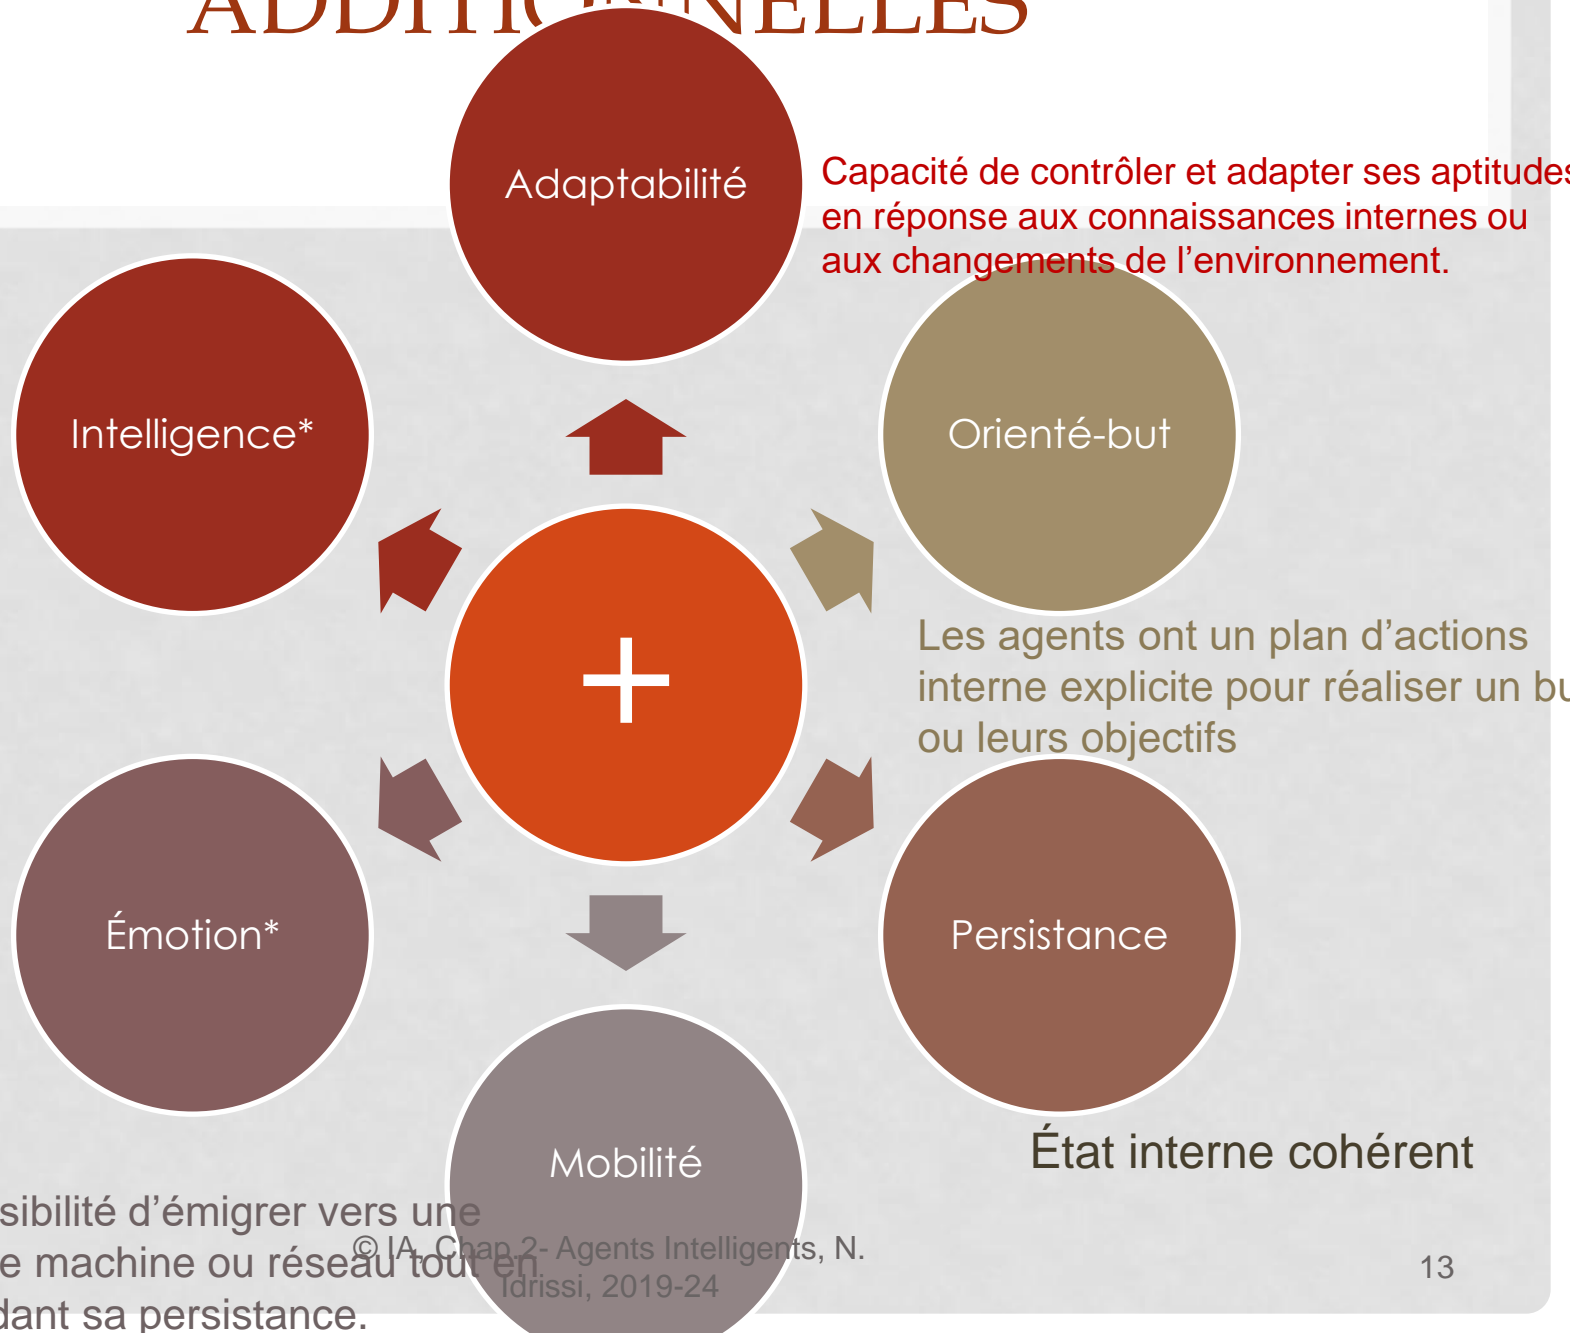 ADDITIONNELLES
Adaptabilité
Capacité de contrôler et adapter ses aptitudes
en réponse aux connaissances internes ou
aux changements de l’environnement.
Intelligence*
Orienté-but
+
Les agents ont un plan d’actions
interne explicite pour réaliser un bu
ou leurs objectifs
Émotion*
Persistance
État interne cohérent
Mobilité
sibilité d’émigrer vers une
e machine ou réseau tout en
dant sa persistance.
© IA, Chap 2- Agents Intelligents, N.
Idrissi, 2019-24
13